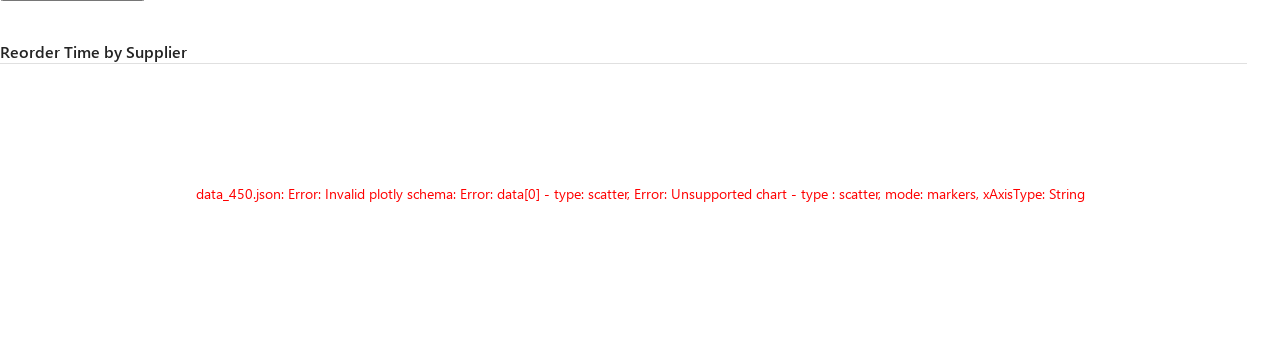 Reorder Time by Supplier
data_450.json: Error: Invalid plotly schema: Error: data[0] - type: scatter, Error: Unsupported chart - type : scatter, mode: markers, xAxisType: String